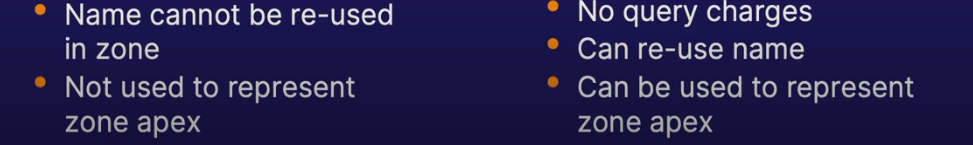 Name cannot be re-used
in zone
Not used to represent
zone apex
No query charges
Can re-use name
Can be used to represent
zone apex